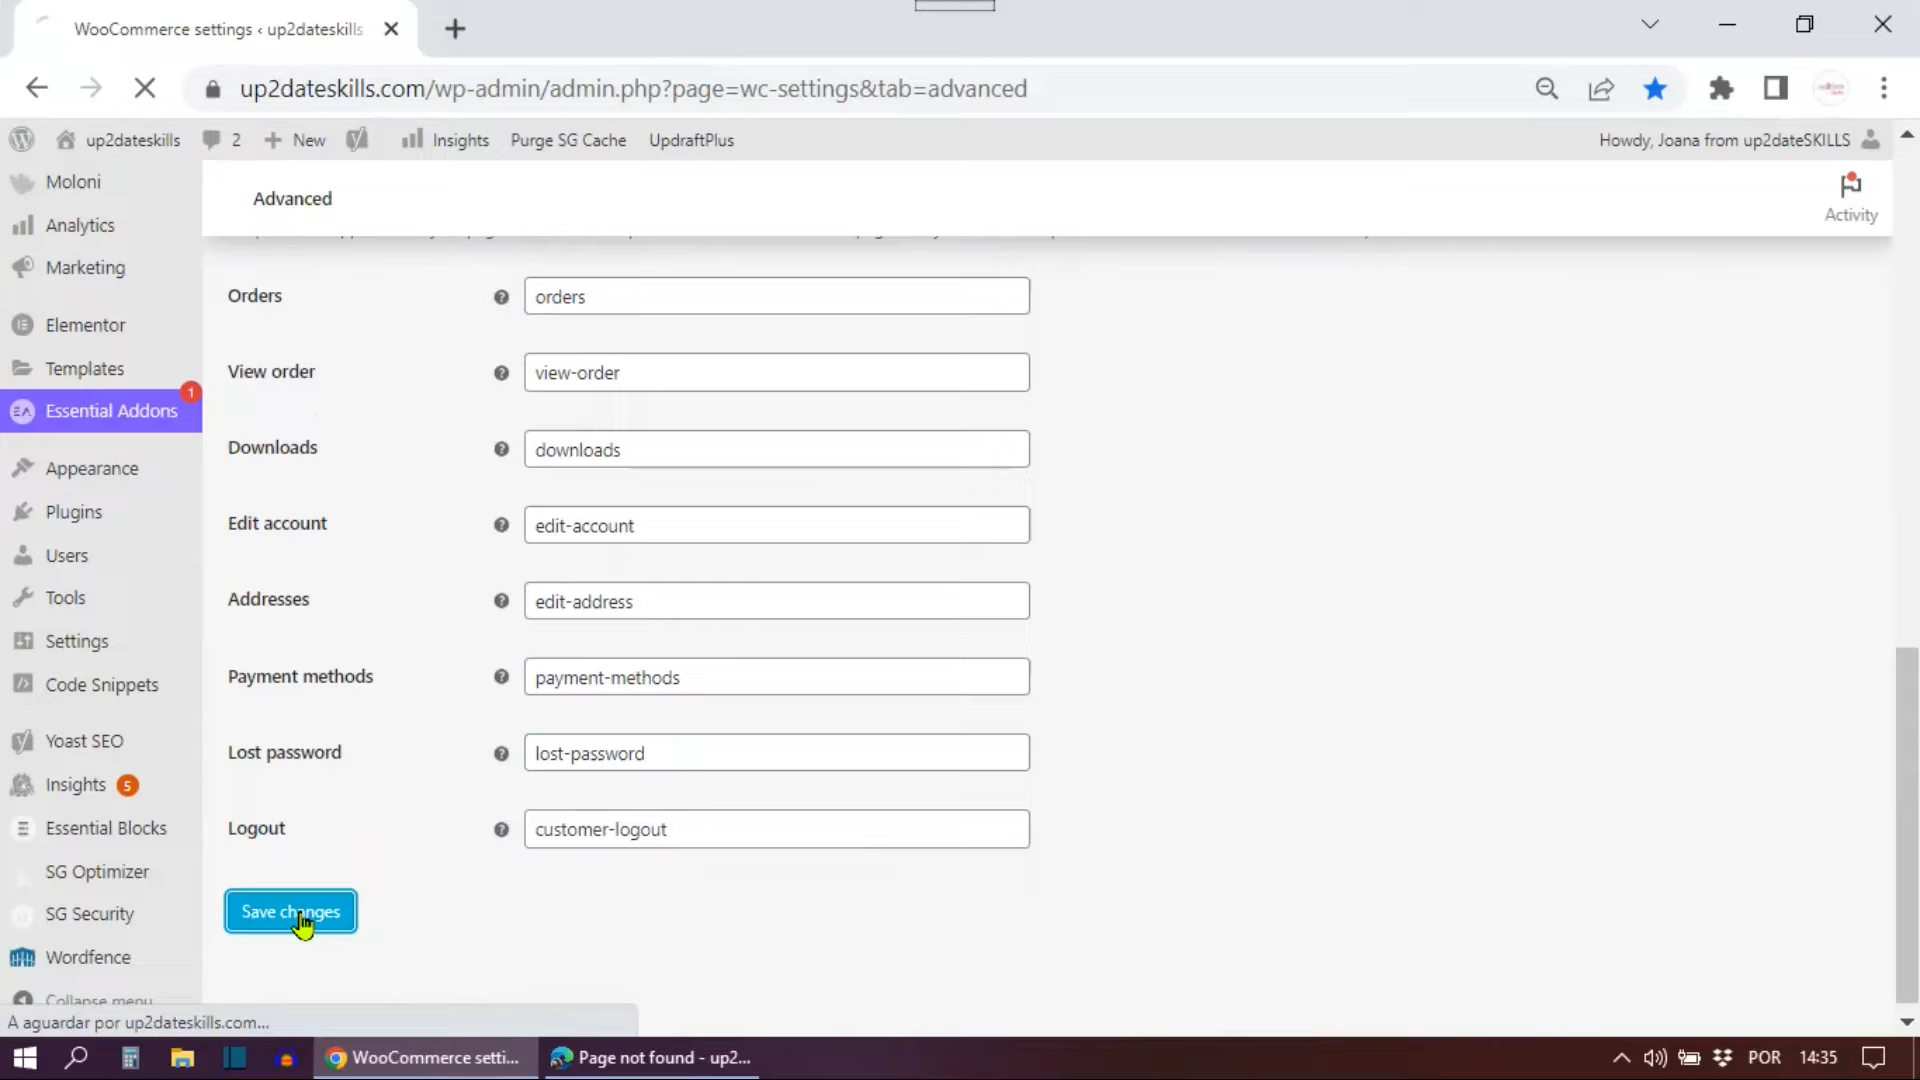 WooCommerce settings ‹ up2dateskills
up2dateskills.com/wp-admin/admin.php?page=wc-settings&tab=advanced
up2dateskills
2
New
Insights
Purge SG Cache
UpdraftPlus
Howdy, Joana from up2dateSKILLS
Moloni
Analytics
Marketing
Elementor
Templates
Essential Addons
1
Appearance
Plugins
Users
Tools
Settings
Code Snippets
Yoast SEO
Insights 5
Essential Blocks
SG Optimizer
SG Security
Wordfence
Collapse menu
Advanced
Activity
Orders
orders
View order
view-order
Downloads
downloads
Edit account
edit-account
Addresses
edit-address
Payment methods
payment-methods
Lost password
lost-password
Logout
customer-logout
Save changes
A aguardar por up2dateskills.com...
WooCommerce setti...
Page not found - up2...
POR
14:35